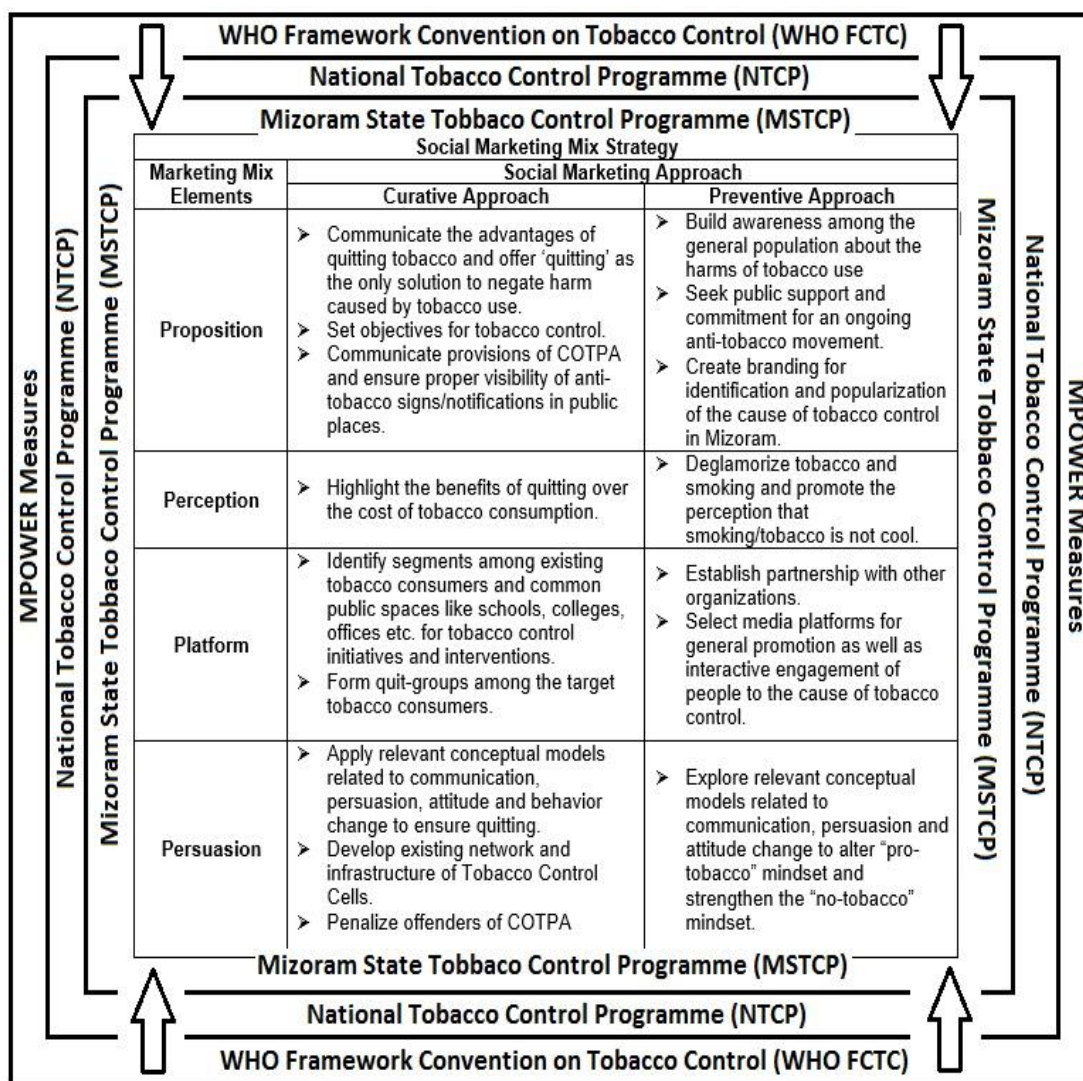 WHO Framework Convention on Tobacco Control (WHO FCTC)
National Tobacco Control Programme (NTCP)
Mizoram State Tobbaco Control Programme (MSTCP)
MPOWER Measures
National Tobacco Control Programme (NTCP)
Mizoram State Tobbaco Control Programme (MSTCP)
Social Marketing Mix Strategy
Marketing Mix
Elements
Social Marketing Approach
Curative Approach
Preventive Approach
Proposition
➢ Communicate the advantages of
quitting tobacco and offer ‘quitting’ as
the only solution to negate harm
caused by tobacco use.
➢ Set objectives for tobacco control.
➢ Communicate provisions of COTPA
and ensure proper visibility of anti-
tobacco signs/notifications in public
places.
➢ Build awareness among the
general population about the
harms of tobacco use
➢ Seek public support and
commitment for an ongoing
anti-tobacco movement.
➢ Create branding for
identification and popularization
of the cause of tobacco control
in Mizoram.
Perception
➢ Highlight the benefits of quitting over
the cost of tobacco consumption.
➢ Deglamorize tobacco and
smoking and promote the
perception that
smoking/tobacco is not cool.
Platform
➢ Identify segments among existing
tobacco consumers and common
public spaces like schools, colleges,
offices etc. for tobacco control
initiatives and interventions.
➢ Form quit-groups among the target
tobacco consumers.
➢ Establish partnership with other
organizations.
➢ Select media platforms for
general promotion as well as
interactive engagement of
people to the cause of tobacco
control.
Persuasion
➢ Apply relevant conceptual models
related to communication,
persuasion, attitude and behavior
change to ensure quitting.
➢ Develop existing network and
infrastructure of Tobacco Control
Cells.
➢ Penalize offenders of COTPA
➢ Explore relevant conceptual
models related to
communication, persuasion and
attitude change to alter “pro-
tobacco” mindset and
strengthen the “no-tobacco”
mindset.
Mizoram State Tobbaco Control Programme (MSTCP)
National Tobacco Control Programme (NTCP)
MPOWER Measures
Mizoram State Tobbaco Control Programme (MSTCP)
National Tobacco Control Programme (NTCP)
WHO Framework Convention on Tobacco Control (WHO FCTC)